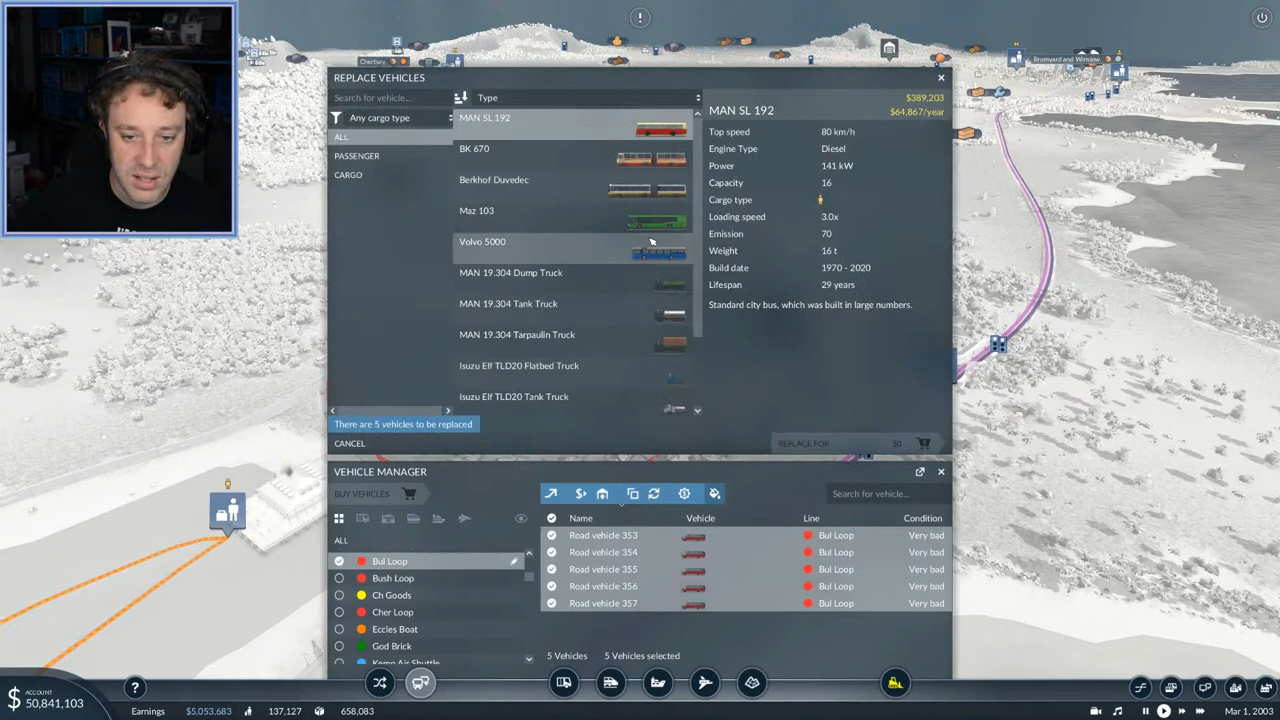 Chertsey
Bromyard and Winslow
REPLACE VEHICLES
Search for vehicle...
Type
Any cargo type
ALL
PASSENGER
CARGO
MAN SL 192
BK 670
Berkhof Duvedec
Maz 103
Volvo 5000
MAN 19.304 Dump Truck
MAN 19.304 Tank Truck
MAN 19.304 Tarpaulin Truck
Isuzu Elf TLD20 Flatbed Truck
Isuzu Elf TLD20 Tank Truck
$389,203
MAN SL 192
$64,867/year
Top speed 80 km/h
Engine Type Diesel
Power 141 kW
Capacity 16
Cargo type
Loading speed 3.0x
Emission 70
Weight 16 t
Build date 1970 - 2020
Lifespan 29 years
Standard city bus, which was built in large numbers.
There are 5 vehicles to be replaced
CANCEL
REPLACE FOR $0
VEHICLE MANAGER
BUY VEHICLES
Search for vehicle...
ALL
Bul Loop
Bush Loop
Ch Goods
Cher Loop
Eccles Boat
God Brick
Kemp Air Shuttle
Name Vehicle Line Condition
Road vehicle 353 Bul Loop Very bad
Road vehicle 354 Bul Loop Very bad
Road vehicle 355 Bul Loop Very bad
Road vehicle 356 Bul Loop Very bad
Road vehicle 357 Bul Loop Very bad
5 Vehicles 5 Vehicles selected
$ ACCOUNT
50,841,103
?
Earnings $5,053,683 137,127 658,083
Mar 1, 2003